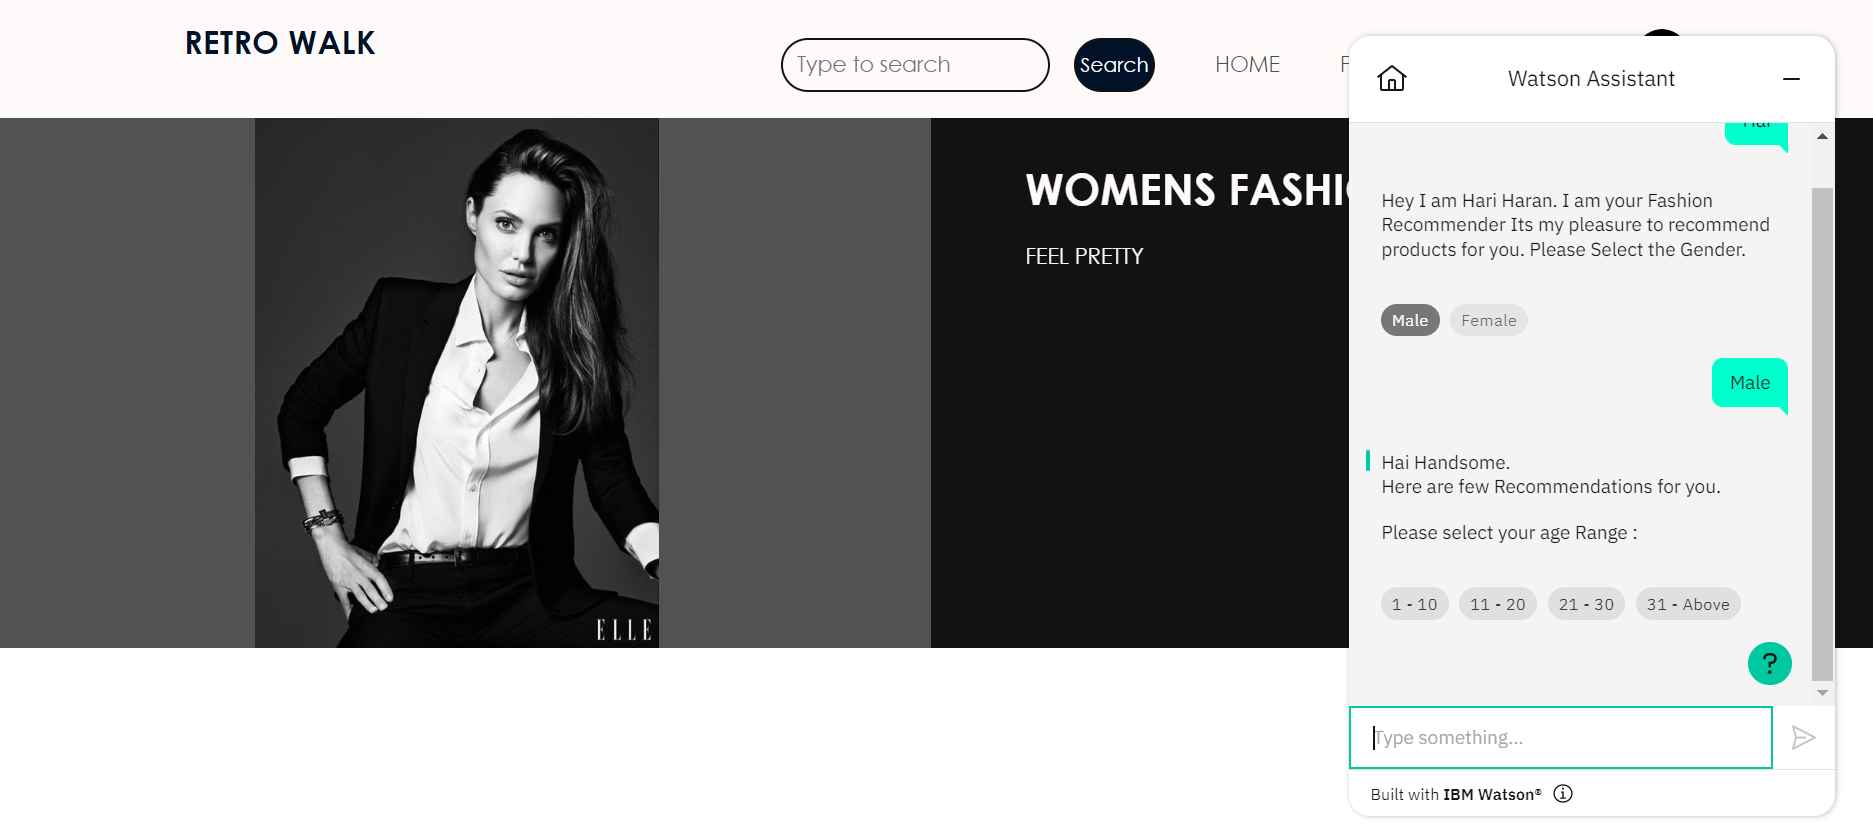 RETRO WALK
Type to search
Search
HOME
Watson Assistant
WOMENS FASHI
FEEL PRETTY
ELLE
Hai
Hey I am Hari Haran. I am your Fashion
Recommender Its my pleasure to recommend
products for you. Please Select the Gender.
Male Female
Male
Hai Handsome.
Here are few Recommendations for you.
Please select your age Range :
1 - 10 11 - 20 21 - 30 31 - Above
?
Type something...
Built with IBM Watson®